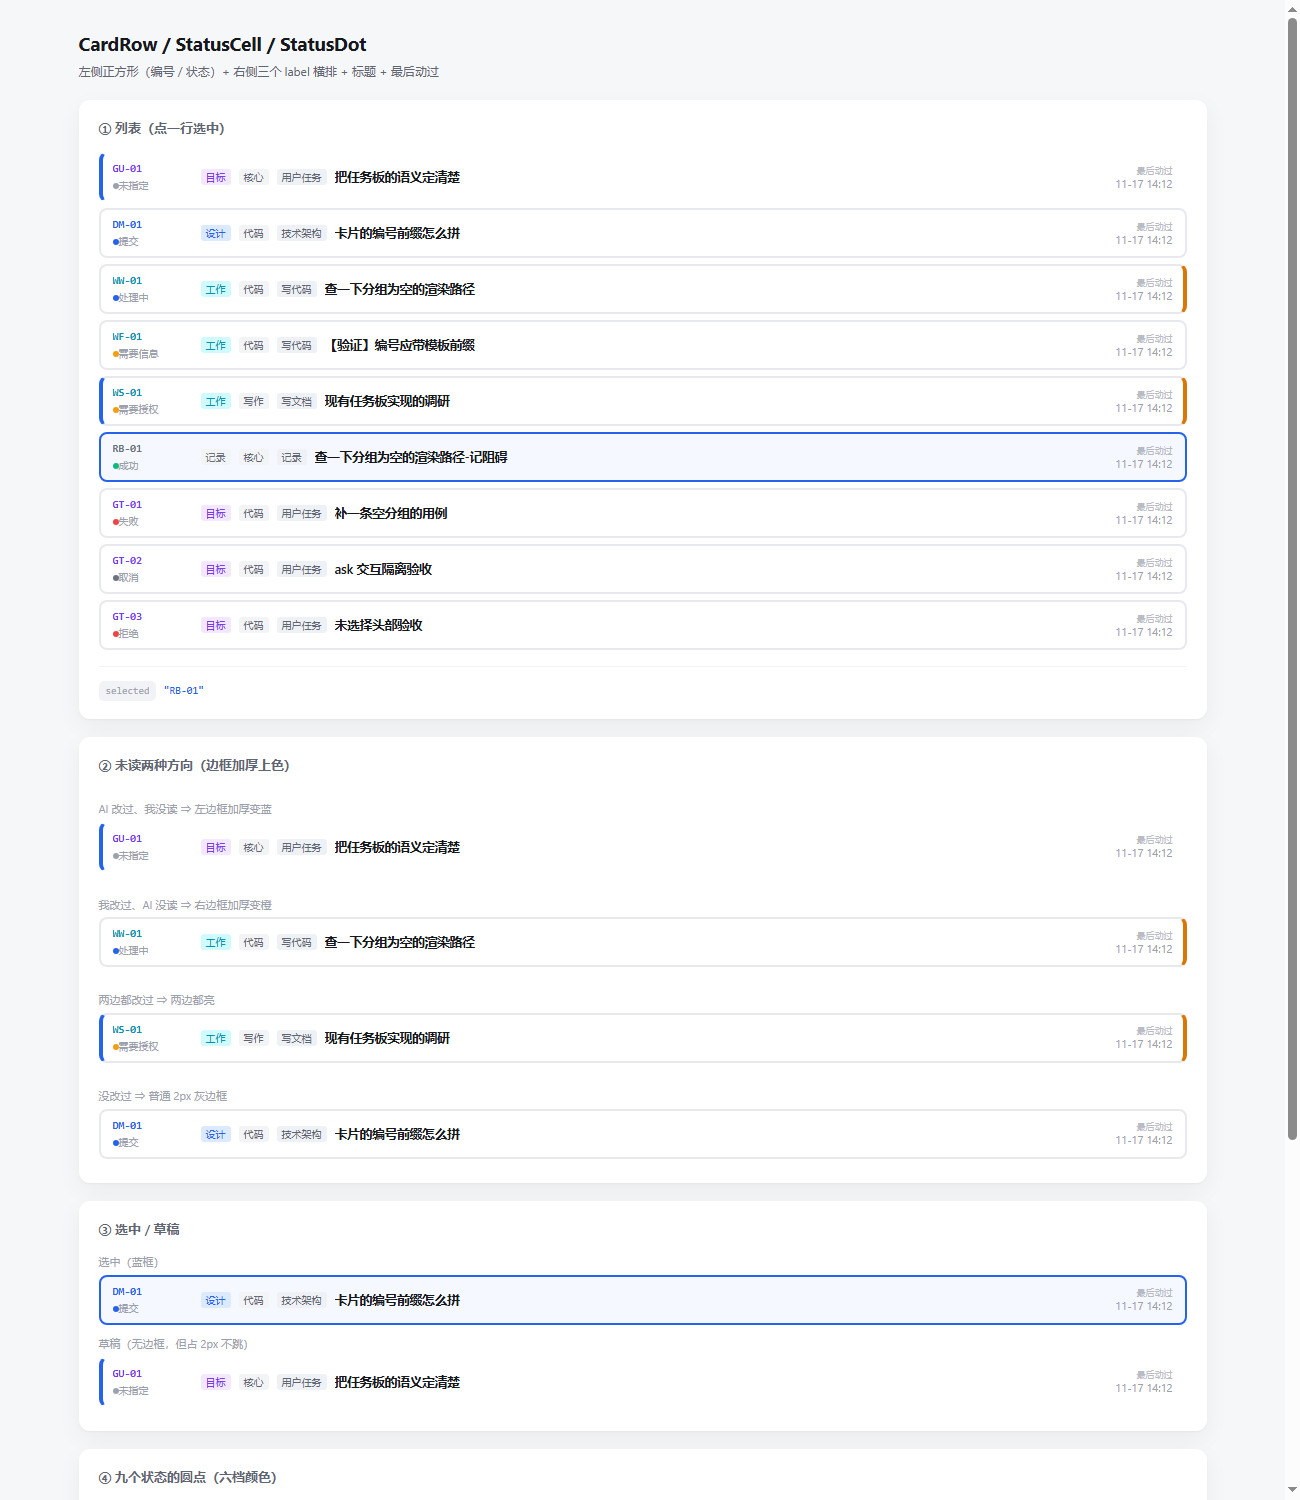 CardRow / StatusCell / StatusDot
左侧正方形（编号 / 状态）+ 右侧三个 label 横排 + 标题 + 最后动过
① 列表（点一行选中）
GU-01 目标 核心 用户任务 把任务板的语义定清楚 最后动过
未指定 11-17 14:12
DM-01 设计 代码 技术架构 卡片的编号前缀怎么拼 最后动过
提交 11-17 14:12
WW-01 工作 代码 写代码 查一下分组为空的渲染路径 最后动过
处理中 11-17 14:12
WF-01 工作 代码 写代码 【验证】编号应带模板前缀 最后动过
需要信息 11-17 14:12
WS-01 工作 写作 写文档 现有任务板实现的调研 最后动过
需要授权 11-17 14:12
RB-01 记录 核心 记录 查一下分组为空的渲染路径-记阻碍 最后动过
成功 11-17 14:12
GT-01 目标 代码 用户任务 补一条空分组的用例 最后动过
失败 11-17 14:12
GT-02 目标 代码 用户任务 ask 交互隔离验收 最后动过
取消 11-17 14:12
GT-03 目标 代码 用户任务 未选择头部验收 最后动过
拒绝 11-17 14:12
selected "RB-01"
② 未读两种方向（边框加厚上色）
AI 改过、我没读 ⇒ 左边框加厚变蓝
GU-01 目标 核心 用户任务 把任务板的语义定清楚 最后动过
未指定 11-17 14:12
我改过、AI 没读 ⇒ 右边框加厚变橙
WW-01 工作 代码 写代码 查一下分组为空的渲染路径 最后动过
处理中 11-17 14:12
两边都改过 ⇒ 两边都亮
WS-01 工作 写作 写文档 现有任务板实现的调研 最后动过
需要授权 11-17 14:12
没改过 ⇒ 普通 2px 灰边框
DM-01 设计 代码 技术架构 卡片的编号前缀怎么拼 最后动过
提交 11-17 14:12
③ 选中 / 草稿
选中（蓝框）
DM-01 设计 代码 技术架构 卡片的编号前缀怎么拼 最后动过
提交 11-17 14:12
草稿（无边框，但占 2px 不跳）
GU-01 目标 核心 用户任务 把任务板的语义定清楚 最后动过
未指定 11-17 14:12
④ 九个状态的圆点（六档颜色）